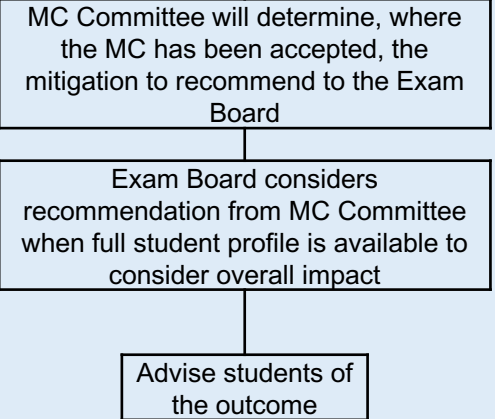 MC Committee will determine, where
the MC has been accepted, the
mitigation to recommend to the Exam
Board
Exam Board considers
recommendation from MC Committee
when full student profile is available to
consider overall impact
Advise students of
the outcome